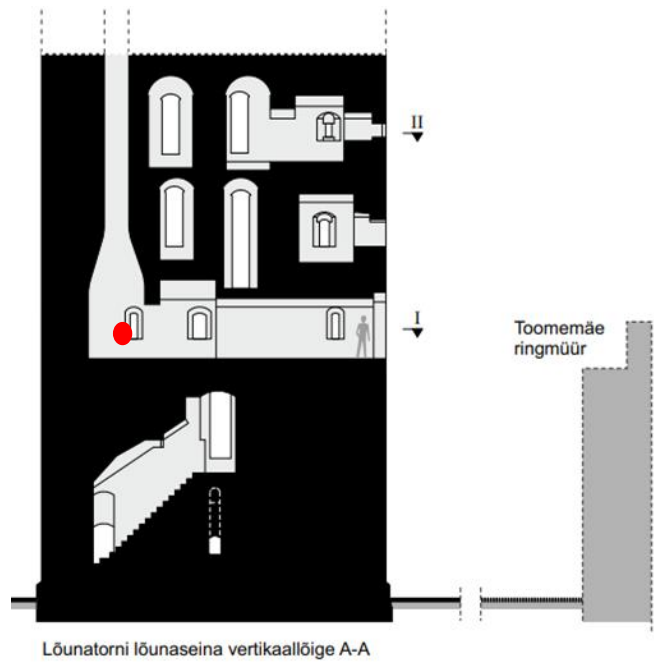 II
I
Toomemäe
ringmüür
Lõunatorni lõunaseina vertikaallõige A-A